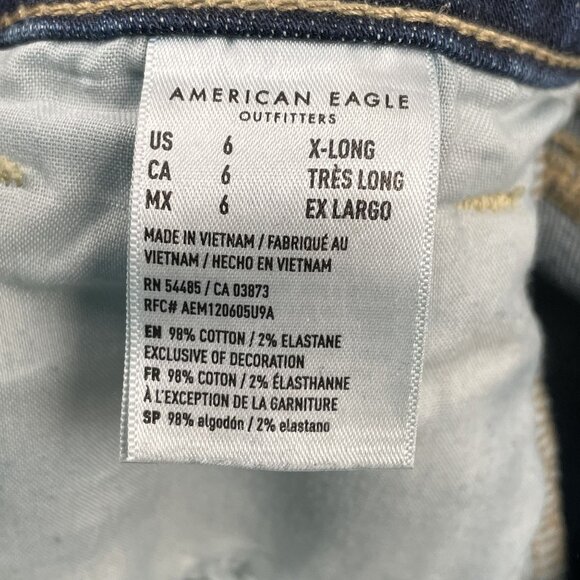 AMERICAN EAGLE
OUTFITTERS
US 6 X-LONG
CA 6 TRÈS LONG
MX 6 EX LARGO
MADE IN VIETNAM / FABRIQUÉ AU
VIETNAM / HECHO EN VIETNAM
RN 54485 / CA 03873
RFC# AEM120605U9A
EN 98% COTTON / 2% ELASTANE
EXCLUSIVE OF DECORATION
FR 98% COTON / 2% ÉLASTHANNE
À L'EXCEPTION DE LA GARNITURE
SP 98% algodón / 2% elastano